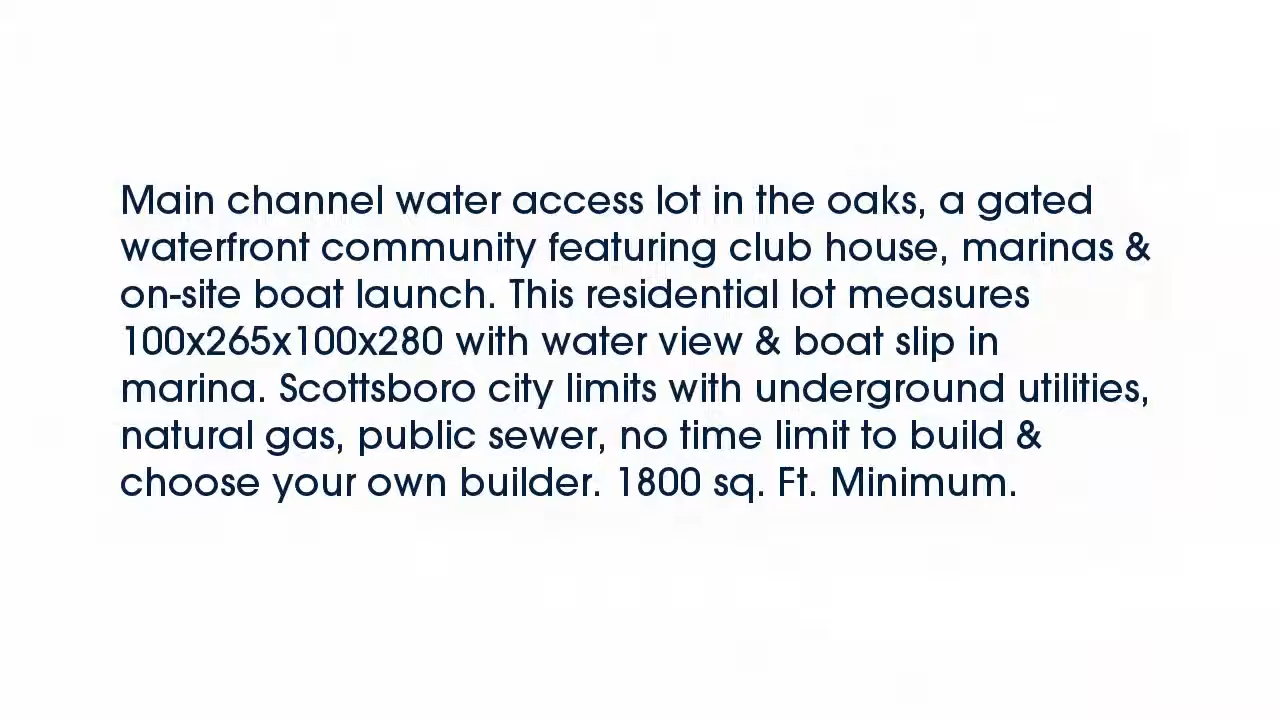 Main channel water access lot in the oaks, a gated
waterfront community featuring club house, marinas &
on-site boat launch. This residential lot measures
100x265x100x280 with water view & boat slip in
marina. Scottsboro city limits with underground utilities,
natural gas, public sewer, no time limit to build &
choose your own builder. 1800 sq. Ft. Minimum.